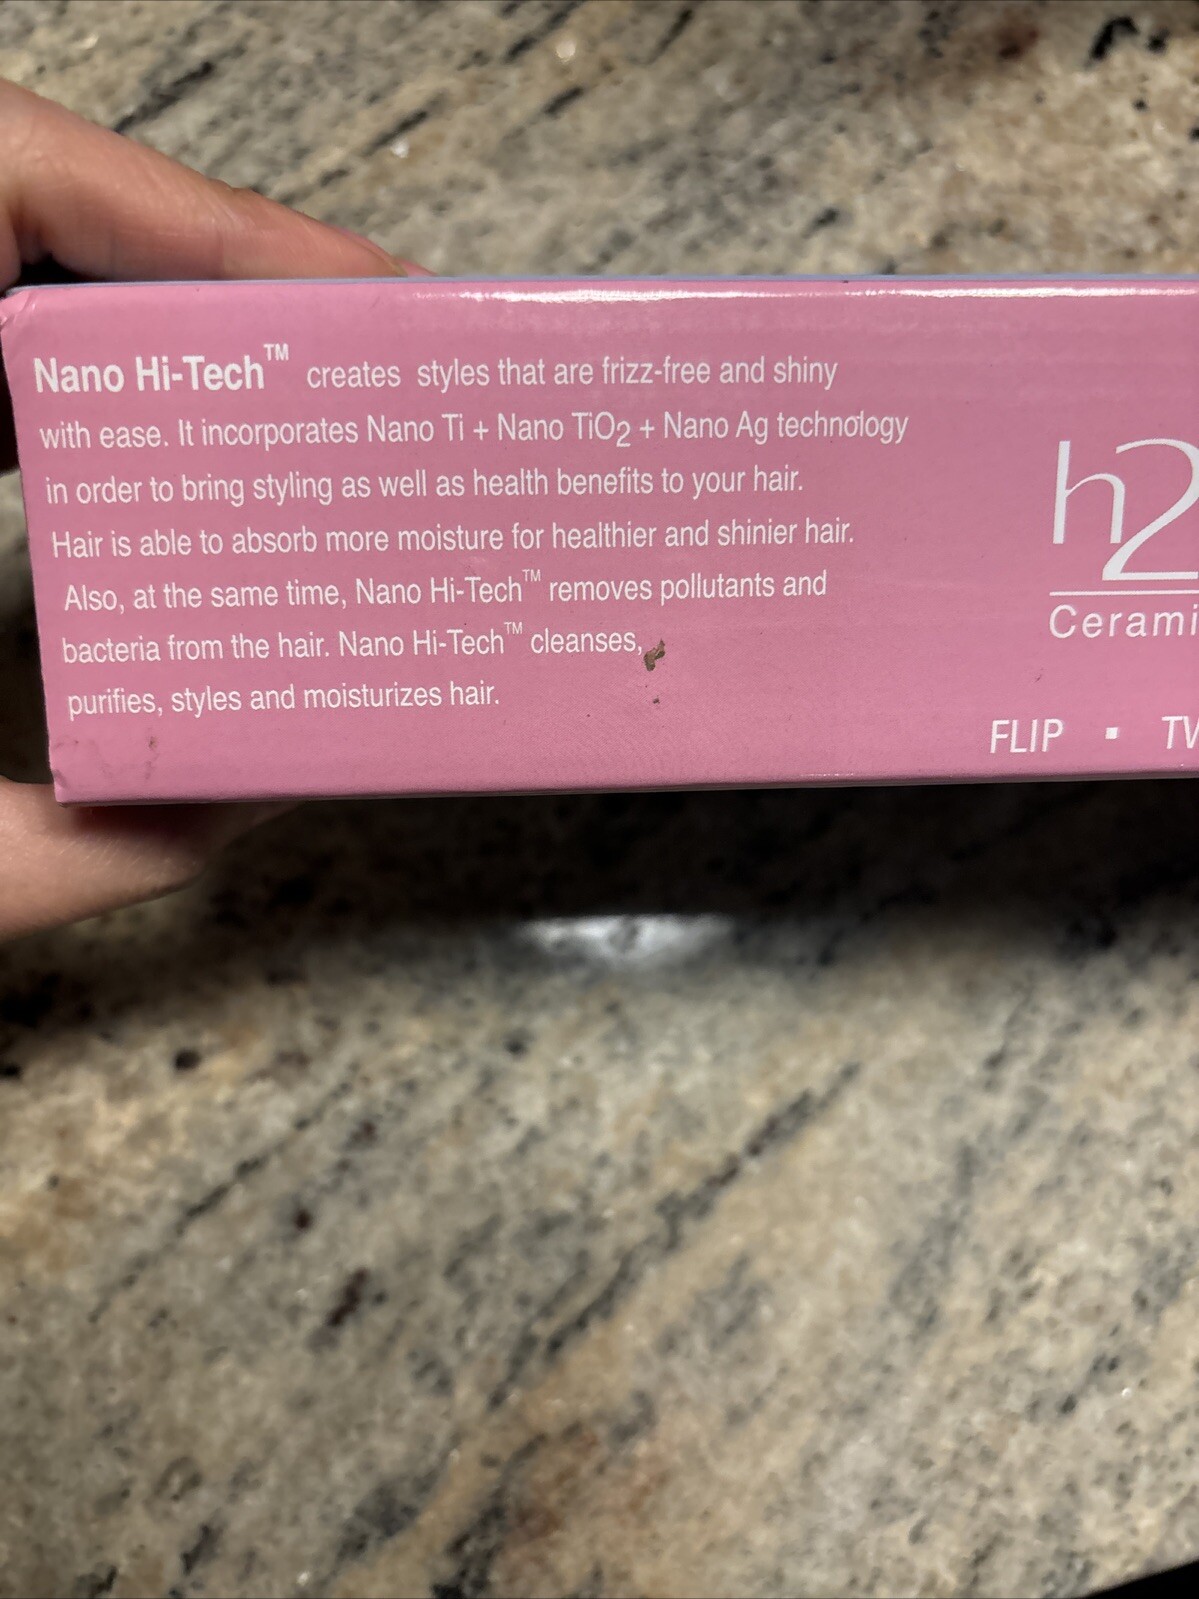 Nano Hi-Tech™ creates styles that are frizz-free and shiny
with ease. It incorporates Nano Ti + Nano TiO2 + Nano Ag technology
in order to bring styling as well as health benefits to your hair.
Hair is able to absorb more moisture for healthier and shinier hair.
Also, at the same time, Nano Hi-Tech™ removes pollutants and
bacteria from the hair. Nano Hi-Tech™ cleanses,
purifies, styles and moisturizes hair.
h2
Cerami
FLIP ▪ TW